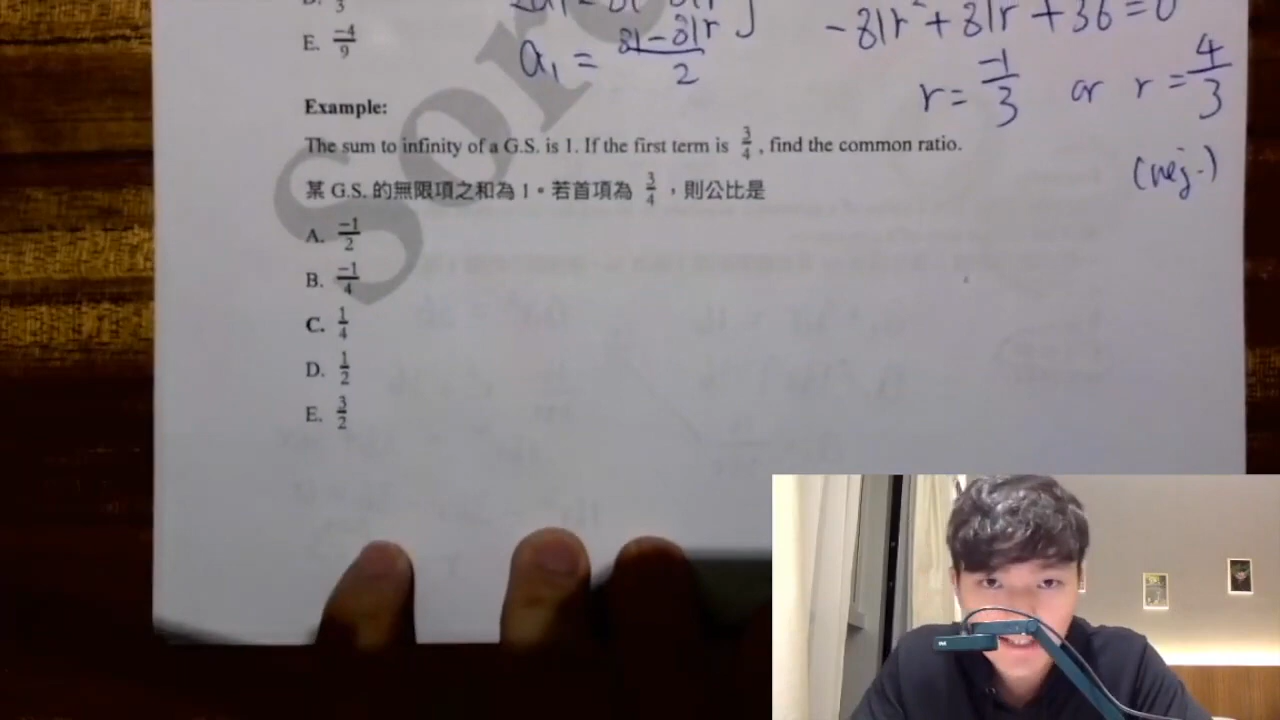 3
E. -4/9
a₁ = 81-81r / 2
-81r² + 81r + 36 = 0
r = -1/3 or r = 4/3
(rej.)
Example:
The sum to infinity of a G.S. is 1. If the first term is 3/4, find the common ratio.
某 G.S. 的無限項之和為 1。若首項為 3/4,則公比是
A. -1/2
B. -1/4
C. 1/4
D. 1/2
E. 3/2